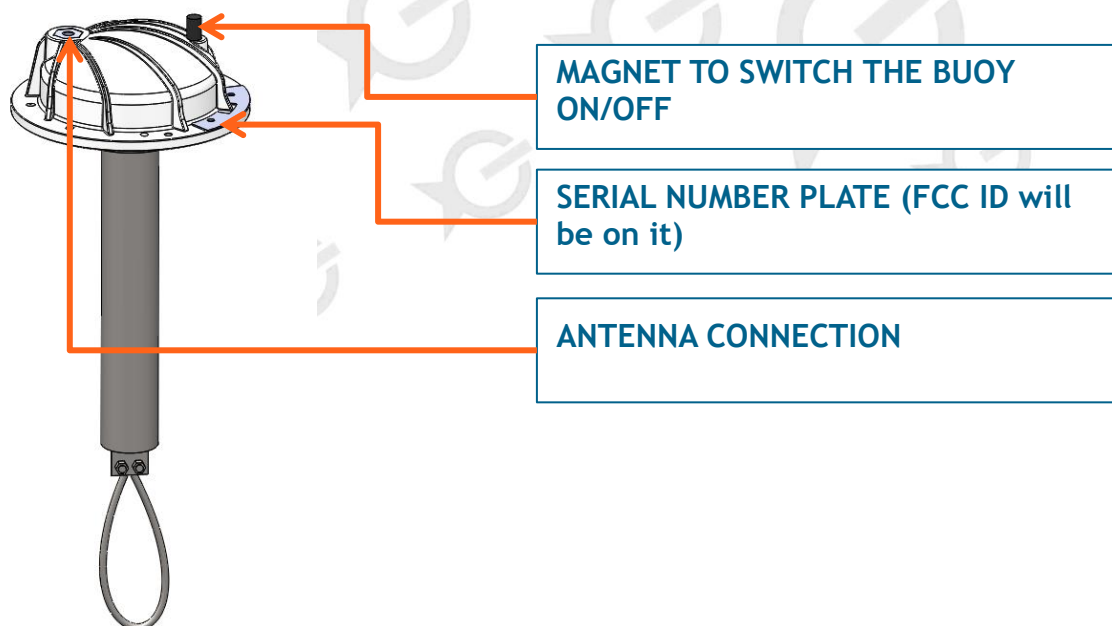 MAGNET TO SWITCH THE BUOY
ON/OFF
SERIAL NUMBER PLATE (FCC ID will
be on it)
ANTENNA CONNECTION